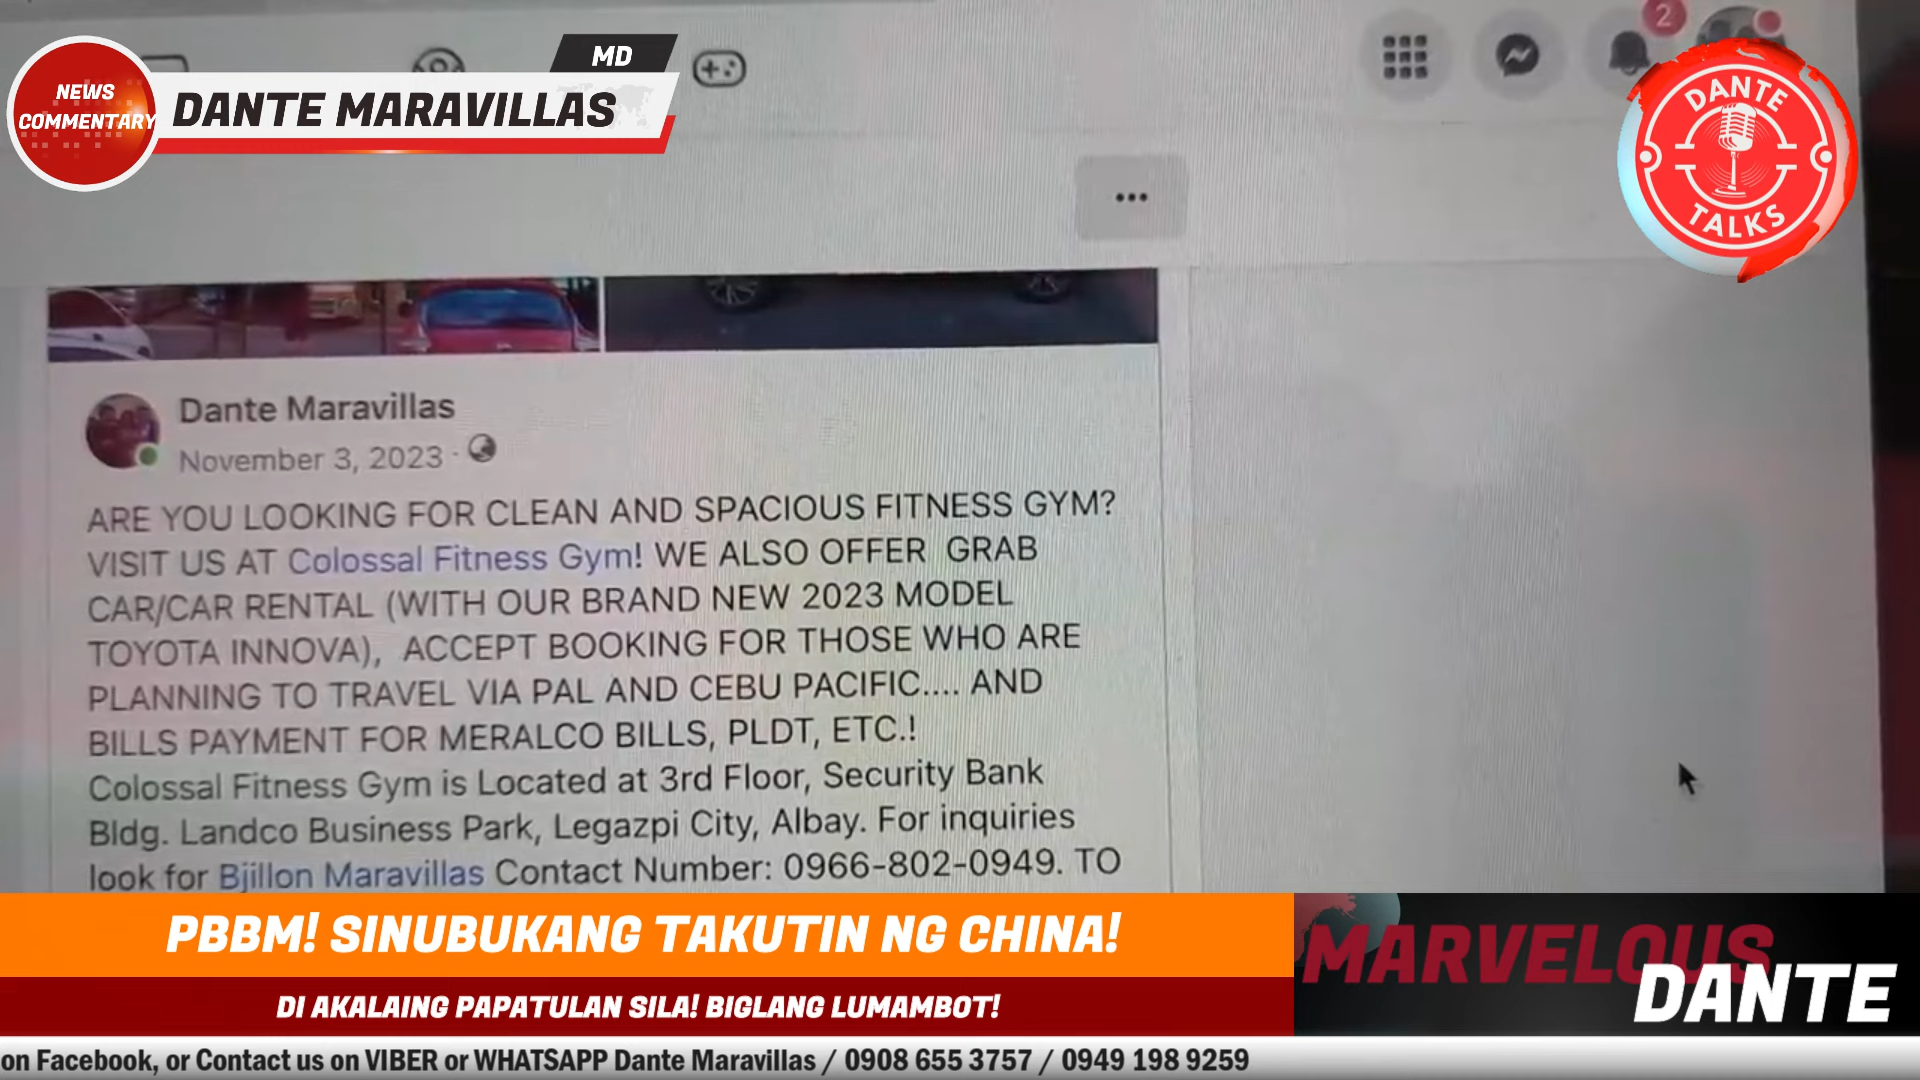 MD
NEWS
COMMENTARY
DANTE MARAVILLAS
2
DANTE
TALKS
Dante Maravillas
November 3, 2023 ·
ARE YOU LOOKING FOR CLEAN AND SPACIOUS FITNESS GYM?
VISIT US AT Colossal Fitness Gym! WE ALSO OFFER GRAB
CAR/CAR RENTAL (WITH OUR BRAND NEW 2023 MODEL
TOYOTA INNOVA), ACCEPT BOOKING FOR THOSE WHO ARE
PLANNING TO TRAVEL VIA PAL AND CEBU PACIFIC.... AND
BILLS PAYMENT FOR MERALCO BILLS, PLDT, ETC.!
Colossal Fitness Gym is Located at 3rd Floor, Security Bank
Bldg. Landco Business Park, Legazpi City, Albay. For inquiries
look for Bjillon Maravillas Contact Number: 0966-802-0949. TO
PBBM! SINUBUKANG TAKUTIN NG CHINA!
DI AKALAING PAPATULAN SILA! BIGLANG LUMAMBOT!
MARVELOUS
DANTE
on Facebook, or Contact us on VIBER or WHATSAPP Dante Maravillas / 0908 655 3757 / 0949 198 9259